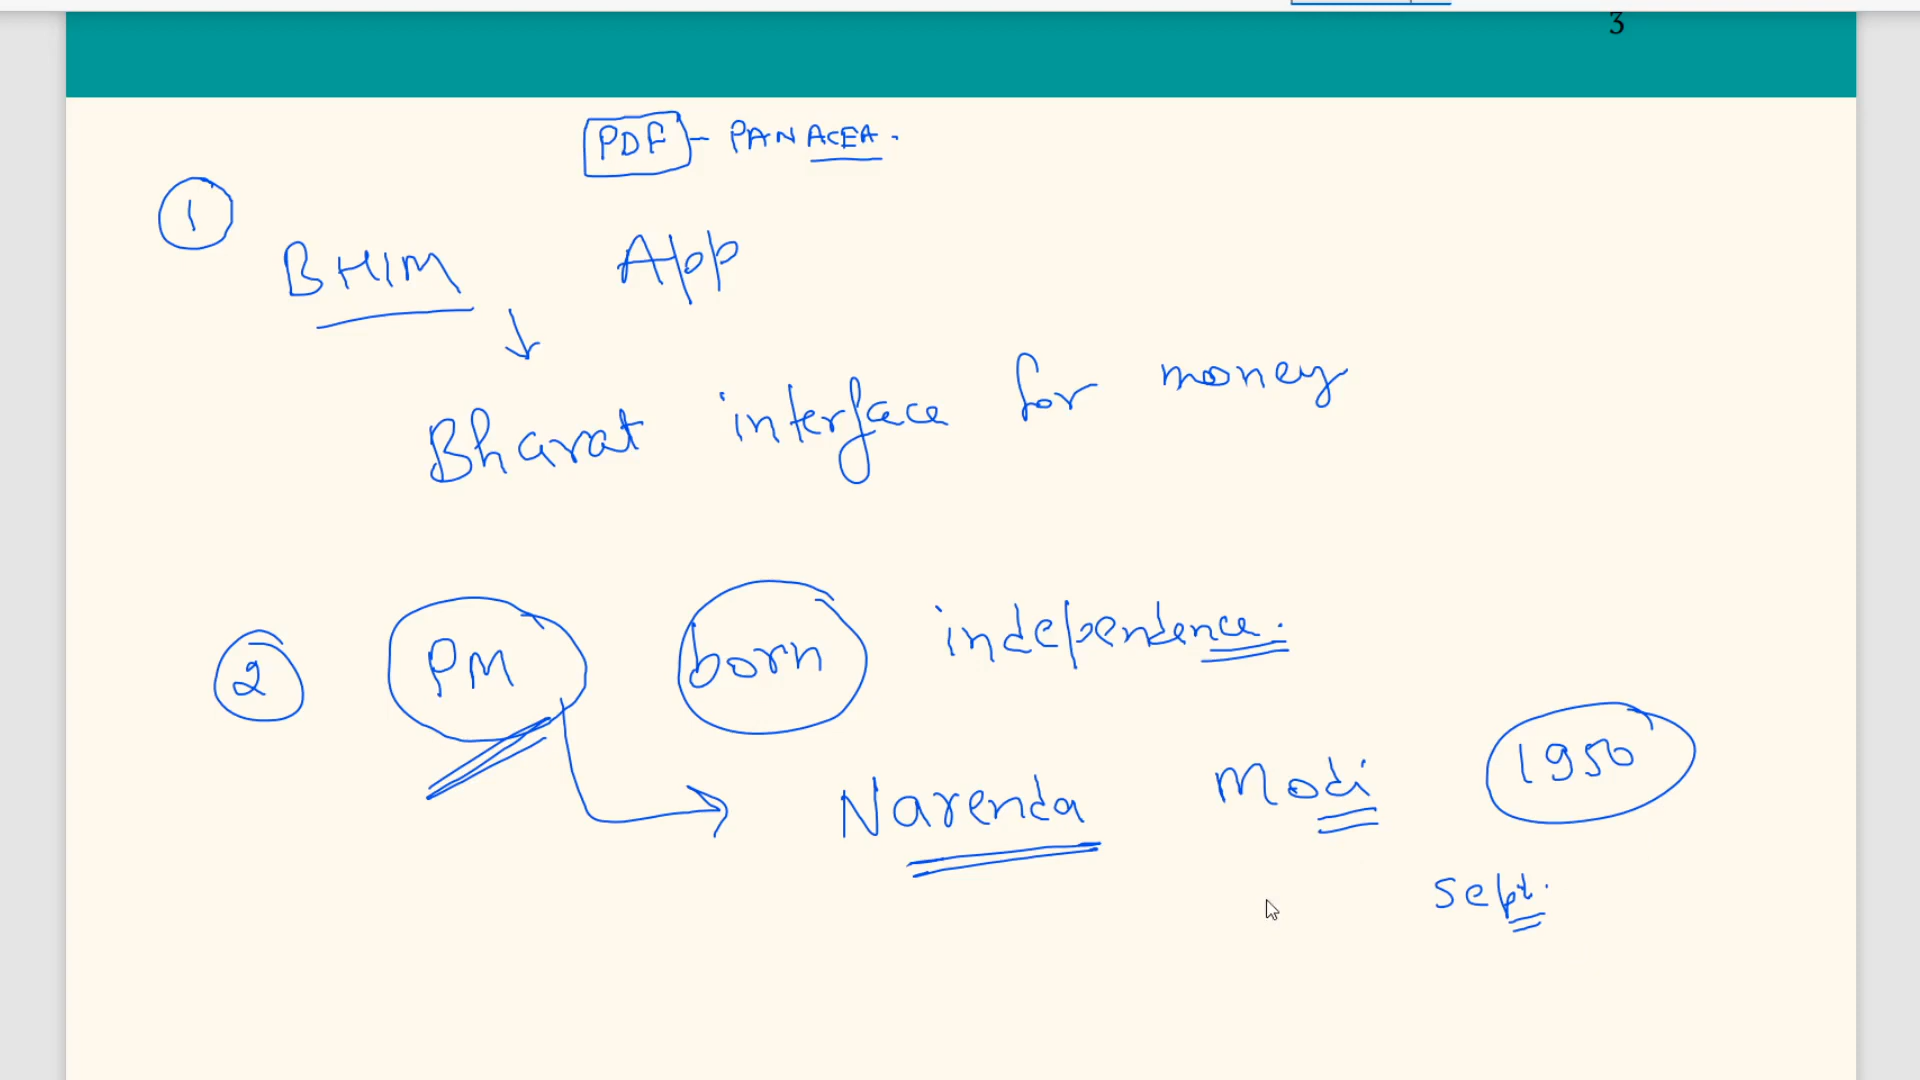 3
PDF - PANACEA.
1
BHIM App
Bharat interface for money
2 PM born independence.
Narenda Modi 1950
Sept.